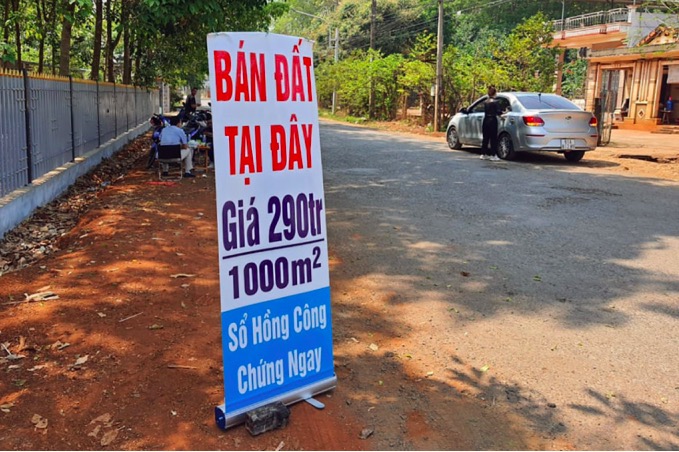 BÁN ĐẤT
TẠI ĐÂY
Giá 290tr
1000m²
Sổ Hồng Công
Chứng Ngay